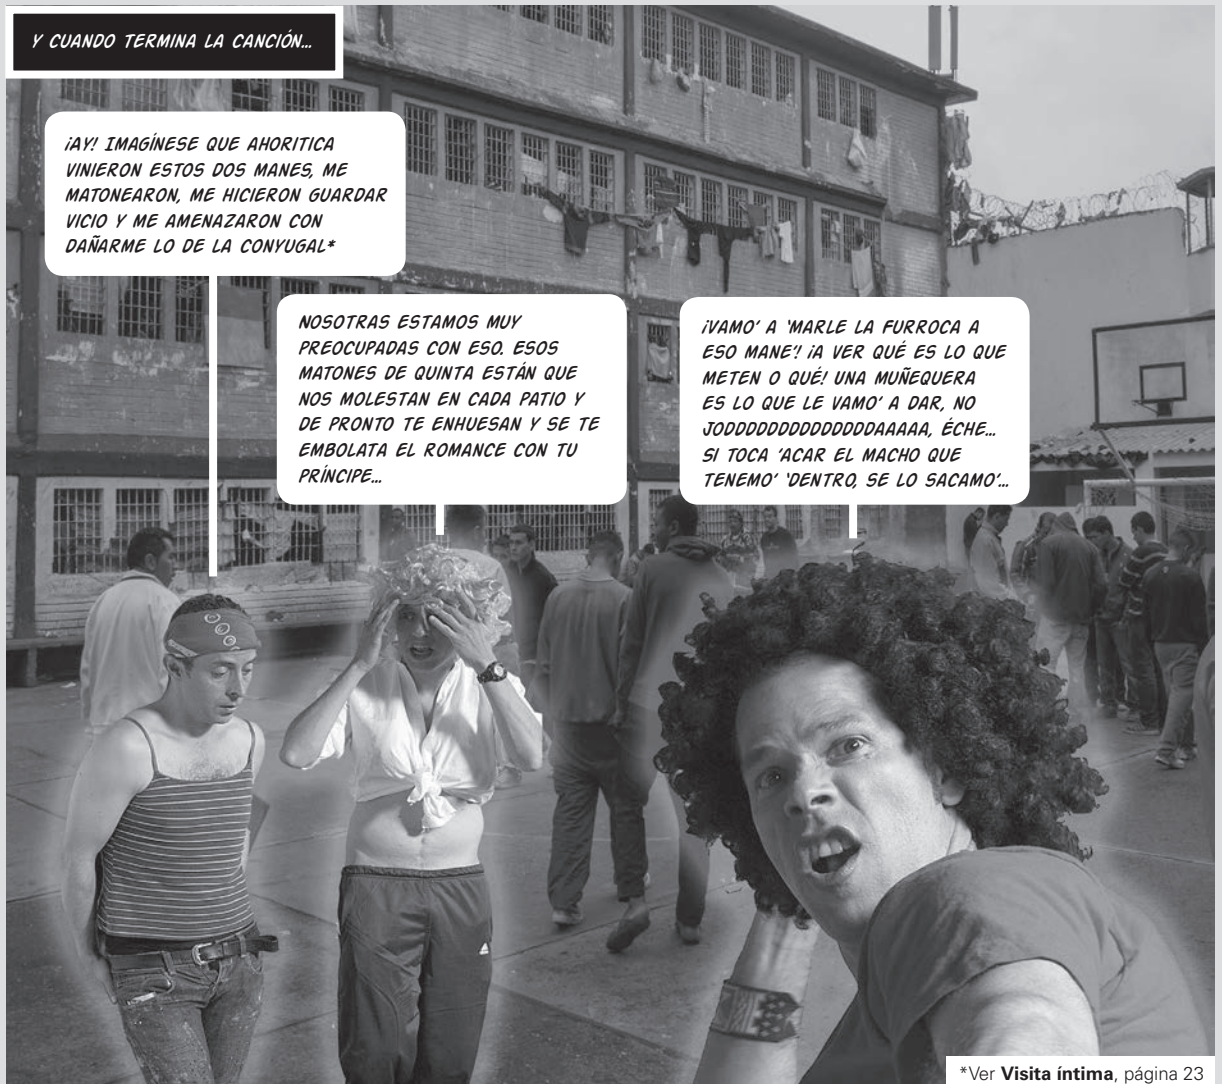 Y CUANDO TERMINA LA CANCIÓN...
¡AY! IMAGÍNESE QUE AHORITICA
VINIERON ESTOS DOS MANES, ME
MATONEARON, ME HICIERON GUARDAR
VICIO Y ME AMENAZARON CON
DAÑARME LO DE LA CONYUGAL*
NOSOTRAS ESTAMOS MUY
PREOCUPADAS CON ESO. ESOS
MATONES DE QUINTA ESTÁN QUE
NOS MOLESTAN EN CADA PATIO Y
DE PRONTO TE ENHUESAN Y SE TE
EMBOLATA EL ROMANCE CON TU
PRÍNCIPE...
¡VAMO' A 'MARLE LA FURROCA A
ESO MANE'! ¡A VER QUÉ ES LO QUE
METEN O QUÉ! UNA MUÑEQUERA
ES LO QUE LE VAMO' A DAR, NO
JODDDDDDDDDDDDDDDAAAAA, ÉCHE...
SI TOCA 'ACAR EL MACHO QUE
TENEMO' 'DENTRO, SE LO SACAMO'...
*Ver Visita íntima, página 23